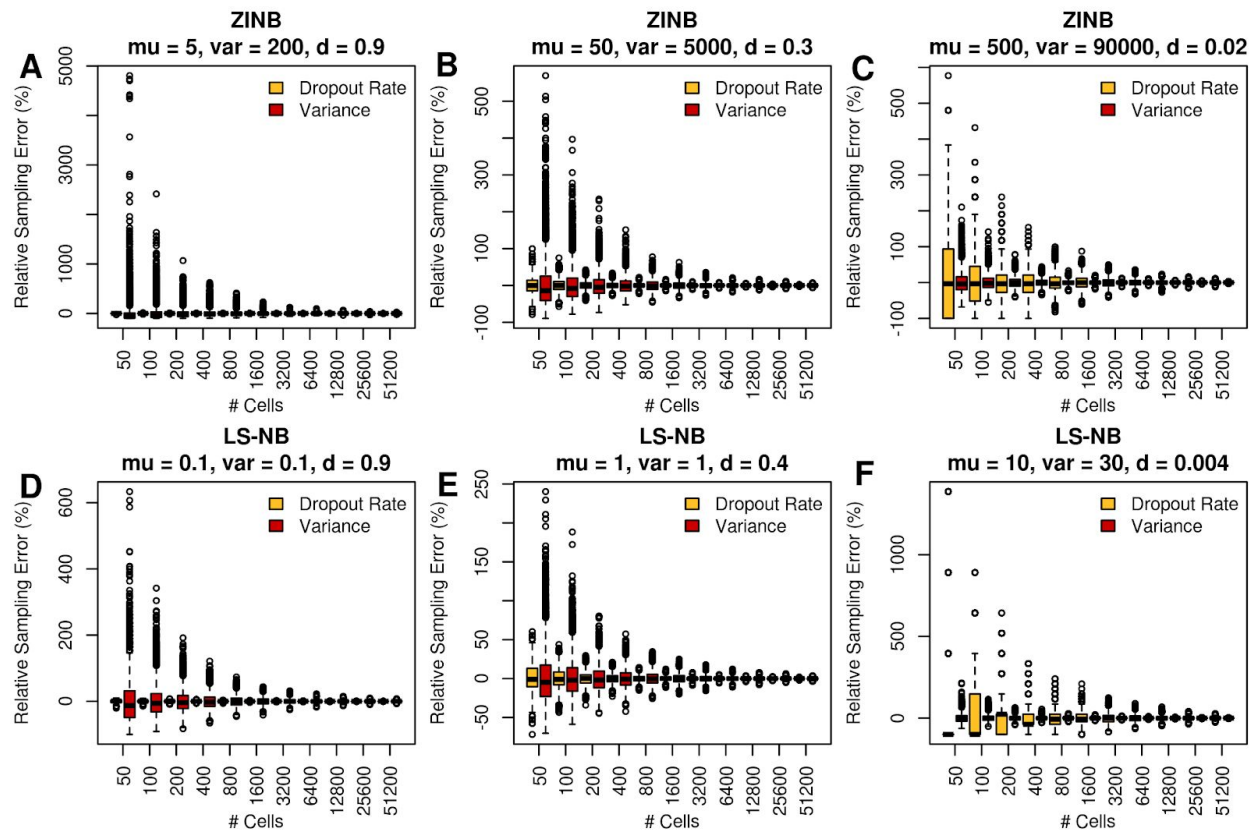 ZINB
mu = 5, var = 200, d = 0.9
A
Relative Sampling Error (%)
5000
3000
1000
0
Dropout Rate
Variance
50
100
200
400
800
1600
3200
6400
12800
25600
51200
# Cells
ZINB
mu = 50, var = 5000, d = 0.3
B
Relative Sampling Error (%)
500
300
100
-100
Dropout Rate
Variance
50
100
200
400
800
1600
3200
6400
12800
25600
51200
# Cells
ZINB
mu = 500, var = 90000, d = 0.02
C
Relative Sampling Error (%)
500
300
100
-100
Dropout Rate
Variance
50
100
200
400
800
1600
3200
6400
12800
25600
51200
# Cells
LS-NB
mu = 0.1, var = 0.1, d = 0.9
D
Relative Sampling Error (%)
600
400
200
0
Dropout Rate
Variance
50
100
200
400
800
1600
3200
6400
12800
25600
51200
# Cells
LS-NB
mu = 1, var = 1, d = 0.4
E
Relative Sampling Error (%)
250
150
50
0
-50
Dropout Rate
Variance
50
100
200
400
800
1600
3200
6400
12800
25600
51200
# Cells
LS-NB
mu = 10, var = 30, d = 0.004
F
Relative Sampling Error (%)
1000
500
0
Dropout Rate
Variance
50
100
200
400
800
1600
3200
6400
12800
25600
51200
# Cells